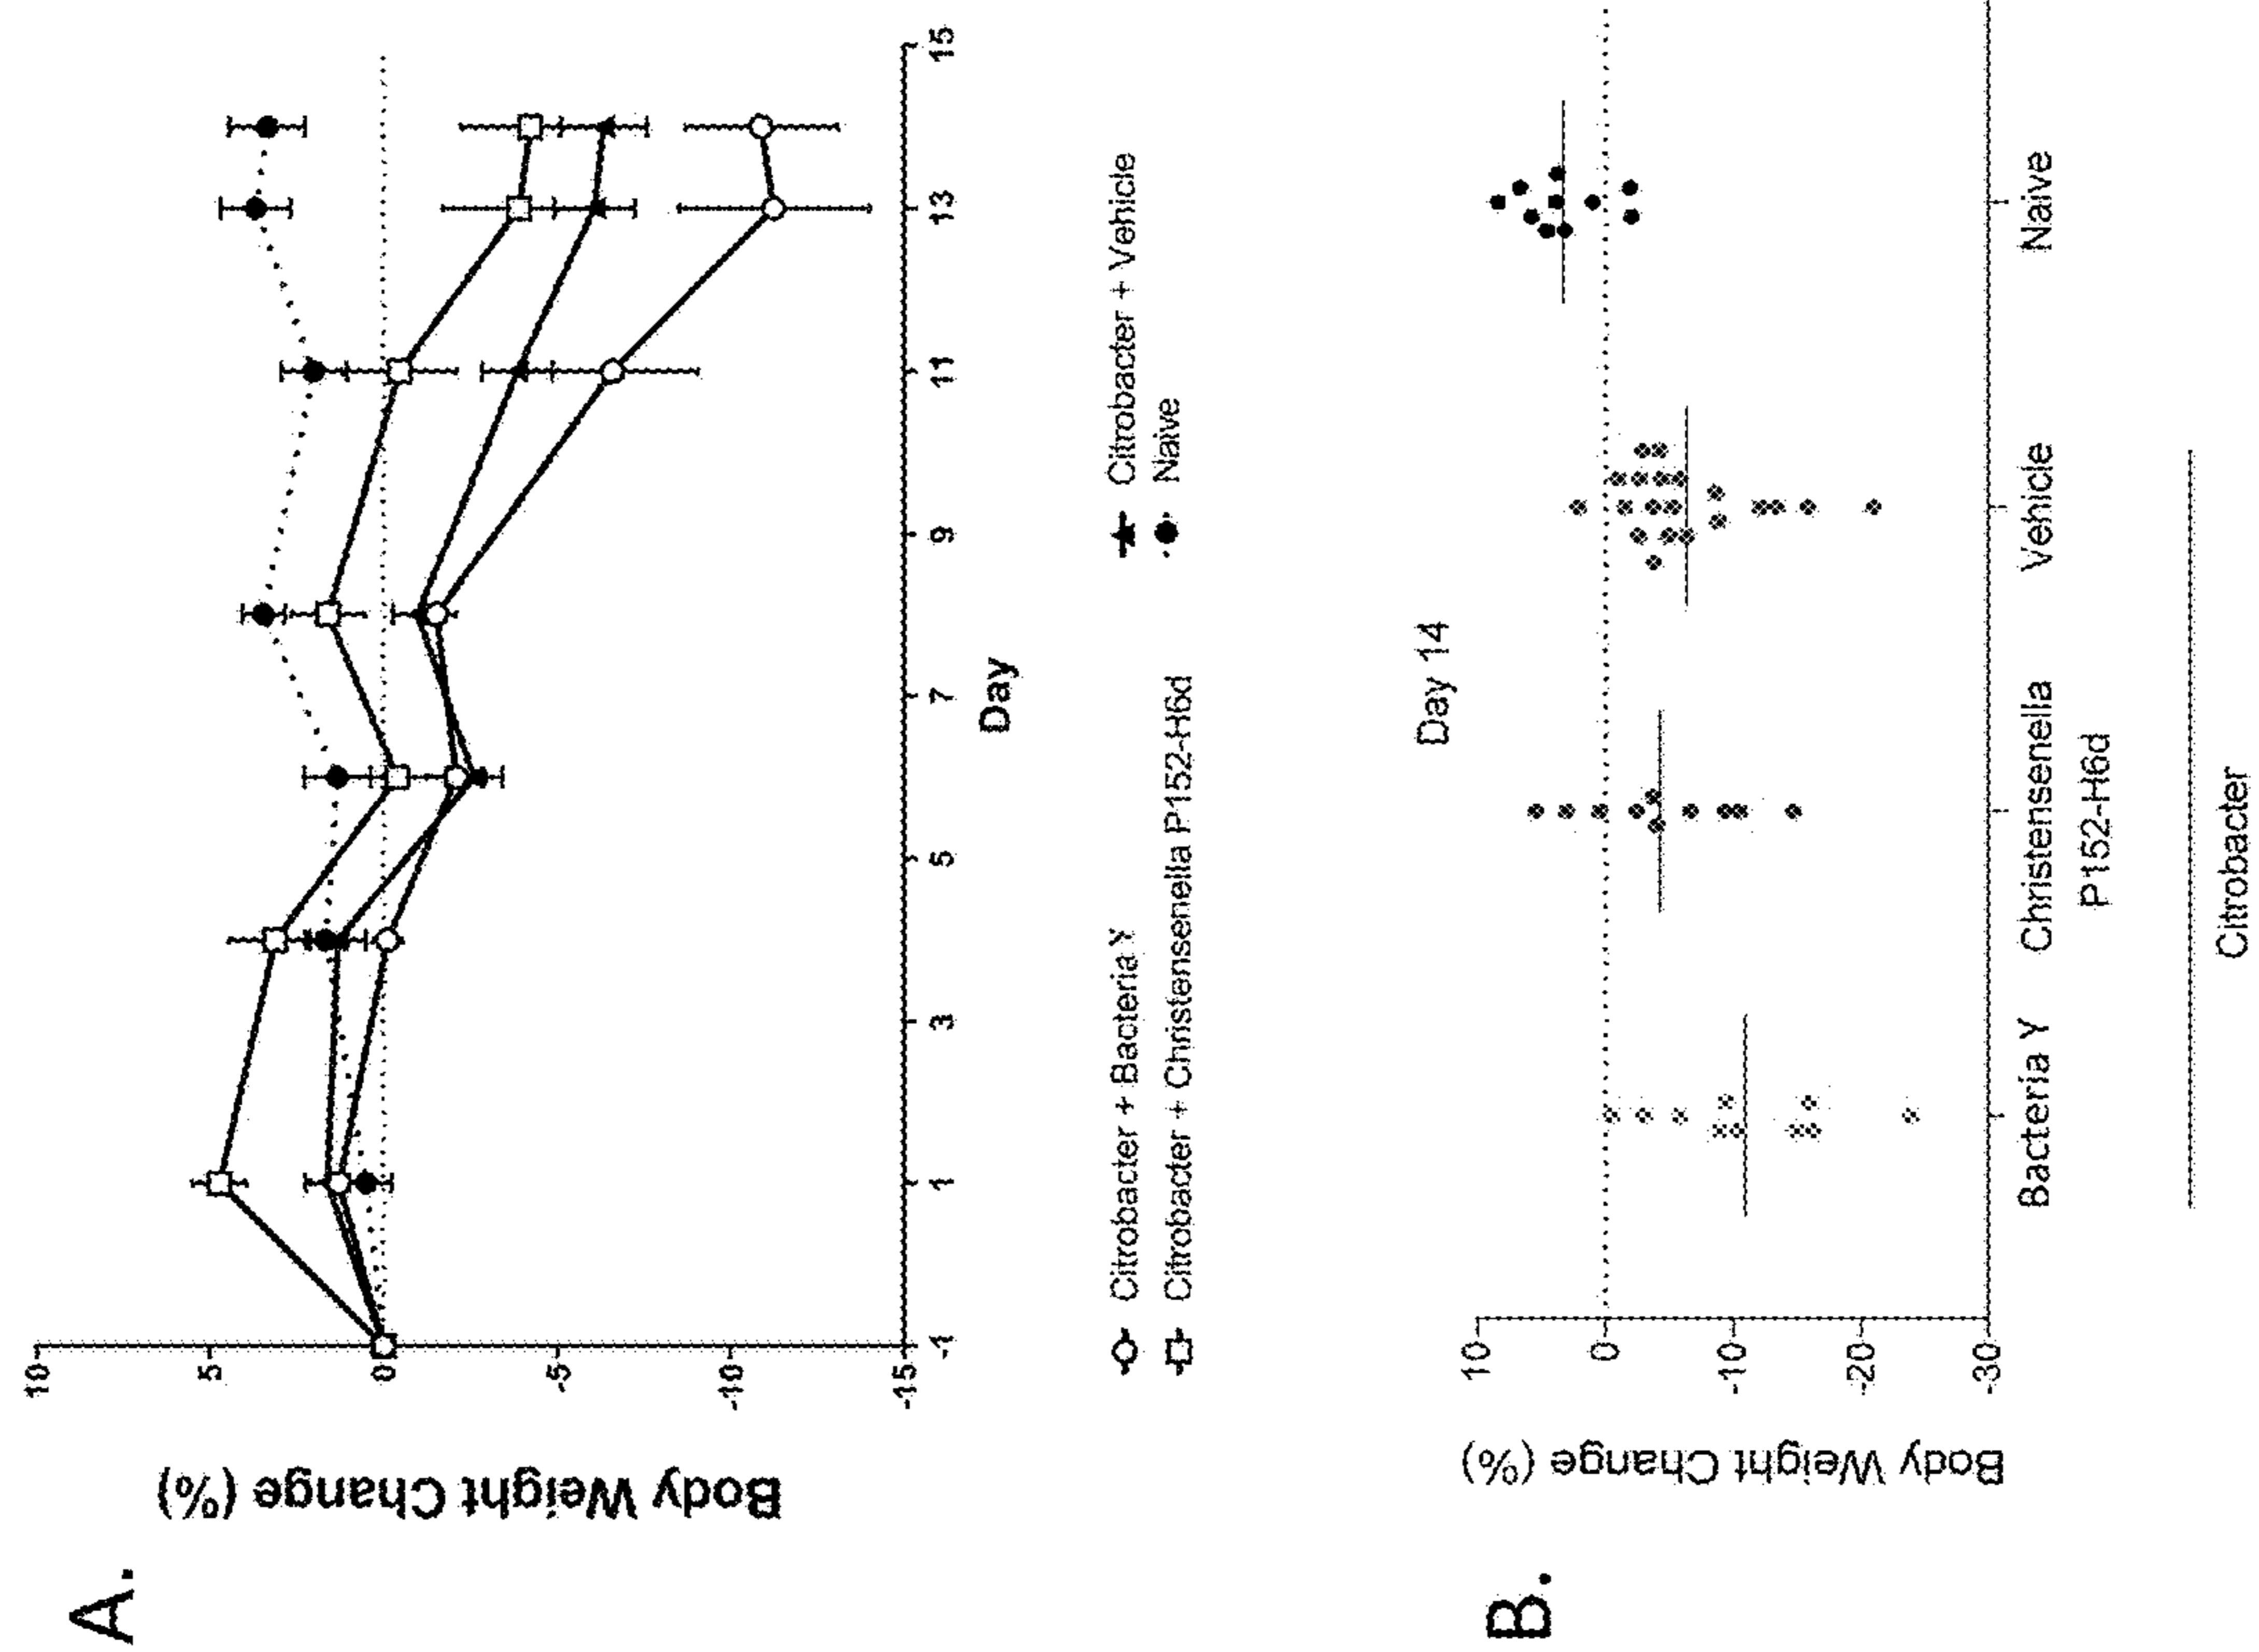 A.
Body Weight Change (%)
10
5
0
-5
-10
-15
-1 1 3 5 7 9 11 13 15
Day
Citrobacter + Bacteria Y
Citrobacter + Vehicle
Citrobacter + Christensenella P152-H6d
Naive
B.
Day 14
Body Weight Change (%)
10
0
-10
-20
-30
Bacteria Y Christensenella Vehicle Naive
P152-H6d
Citrobacter